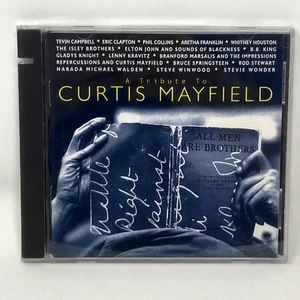 TEVIN CAMPBELL • ERIC CLAPTON • PHIL COLLINS • ARETHA FRANKLIN • WHITNEY HOUSTON
THE ISLEY BROTHERS • ELTON JOHN AND SOUNDS OF BLACKNESS • B.B. KING
GLADYS KNIGHT • LENNY KRAVITZ • BRANFORD MARSALIS AND THE IMPRESSIONS
REPERCUSSIONS AND CURTIS MAYFIELD • BRUCE SPRINGSTEEN • ROD STEWART
NARADA MICHAEL WALDEN • STEVE WINWOOD • STEVIE WONDER
A Tribute To
CURTIS MAYFIELD
ALL MEN
ARE BROTHERS
Right
against